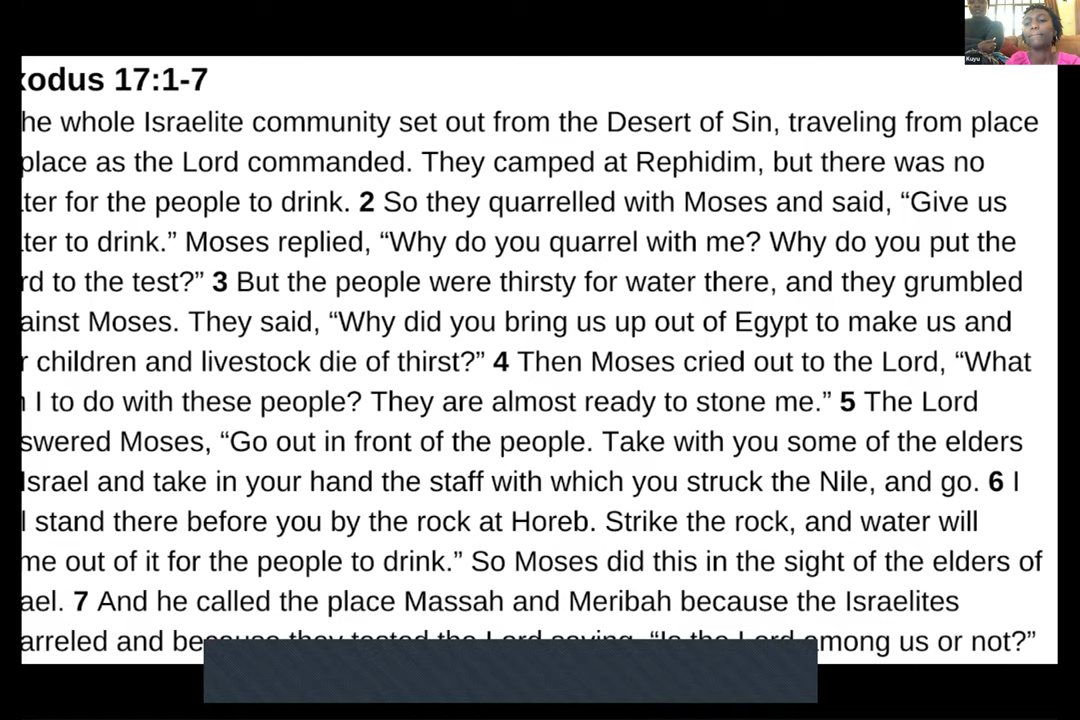 Kuyu
xodus 17:1-7
he whole Israelite community set out from the Desert of Sin, traveling from place
place as the Lord commanded. They camped at Rephidim, but there was no
ter for the people to drink. 2 So they quarrelled with Moses and said, “Give us
ter to drink.” Moses replied, “Why do you quarrel with me? Why do you put the
rd to the test?” 3 But the people were thirsty for water there, and they grumbled
ainst Moses. They said, “Why did you bring us up out of Egypt to make us and
r children and livestock die of thirst?” 4 Then Moses cried out to the Lord, “What
I to do with these people? They are almost ready to stone me.” 5 The Lord
swered Moses, “Go out in front of the people. Take with you some of the elders
Israel and take in your hand the staff with which you struck the Nile, and go. 6 I
l stand there before you by the rock at Horeb. Strike the rock, and water will
me out of it for the people to drink.” So Moses did this in the sight of the elders of
ael. 7 And he called the place Massah and Meribah because the Israelites
arreled and because they tested the Lord saying, “Is the Lord among us or not?”